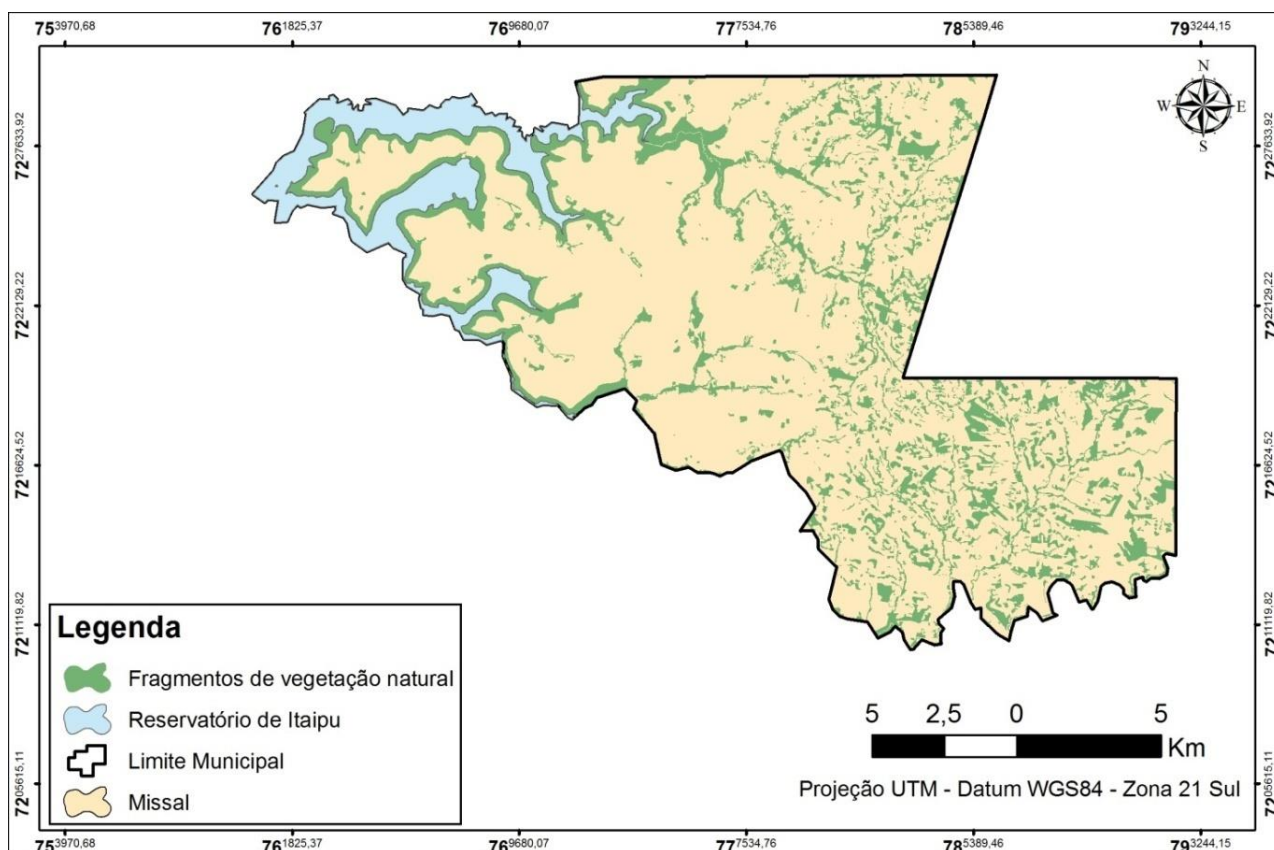 753970,68 761825,37 769680,07 777534,76 785389,46 793244,15
N
W E
S
7227633,92 7227633,92
7222129,22 7222129,22
7216624,52 7216624,52
7211119,82 7211119,82
7205615,11 7205615,11
Legenda
Fragmentos de vegetação natural
Reservatório de Itaipu
Limite Municipal
Missal
5 2,5 0 5
Km
Projeção UTM - Datum WGS84 - Zona 21 Sul
753970,68 761825,37 769680,07 777534,76 785389,46 793244,15